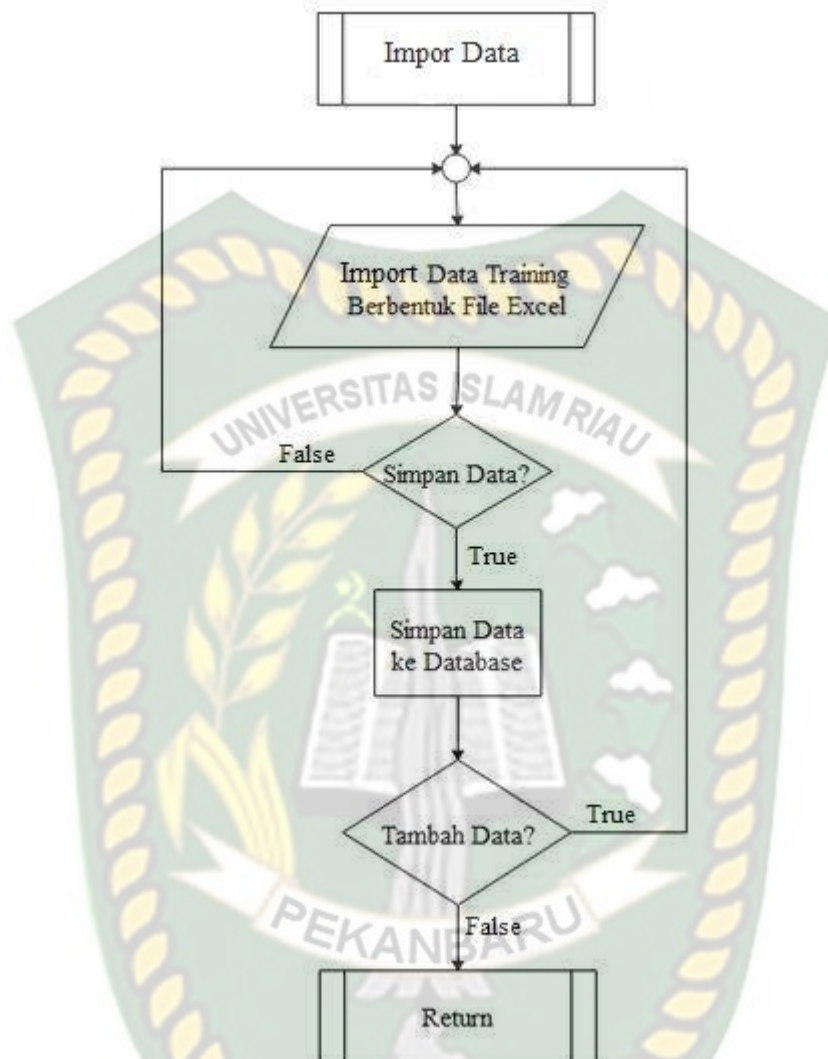 Impor Data
Import Data Training
Berbentuk File Excel
UNIVERSITAS ISLAM RIAU
False
Simpan Data?
True
Simpan Data
ke Database
Tambah Data?
True
PEKANBARU
False
Return